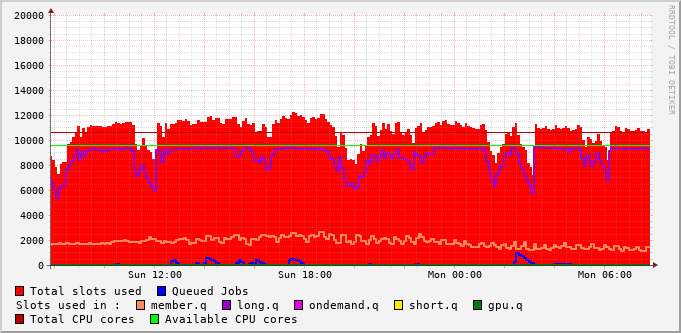 RRDTOOL / TOBI OETIKER
20000
18000
16000
14000
12000
10000
8000
6000
4000
2000
0
Sun 12:00 Sun 18:00 Mon 00:00 Mon 06:00
Total slots used Queued Jobs
Slots used in : member.q long.q ondemand.q short.q gpu.q
Total CPU cores Available CPU cores